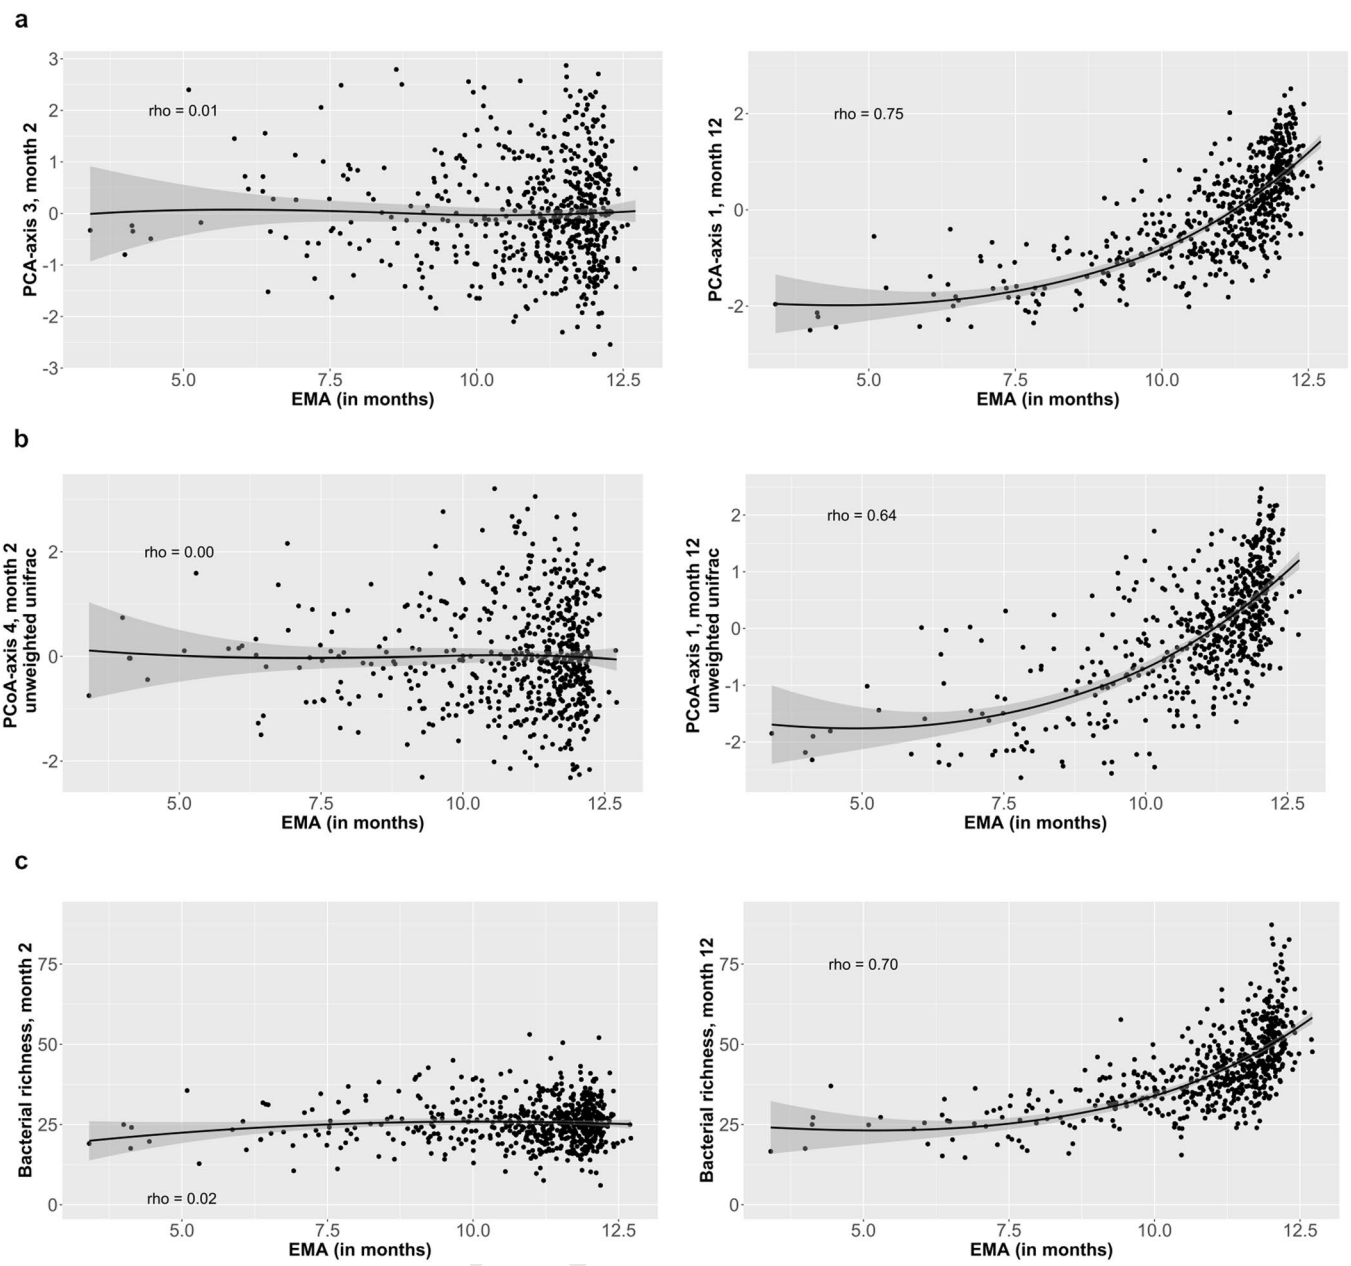 a
PCA-axis 3, month 2
3
2
1
0
-1
-2
-3
rho = 0.01
5.0 7.5 10.0 12.5
EMA (in months)
PCA-axis 1, month 12
2
0
-2
rho = 0.75
5.0 7.5 10.0 12.5
EMA (in months)
b
PCoA-axis 4, month 2
unweighted unifrac
2
0
-2
rho = 0.00
5.0 7.5 10.0 12.5
EMA (in months)
PCoA-axis 1, month 12
unweighted unifrac
2
1
0
-1
-2
rho = 0.64
5.0 7.5 10.0 12.5
EMA (in months)
c
Bacterial richness, month 2
75
50
25
0
rho = 0.02
5.0 7.5 10.0 12.5
EMA (in months)
Bacterial richness, month 12
75
50
25
0
rho = 0.70
5.0 7.5 10.0 12.5
EMA (in months)